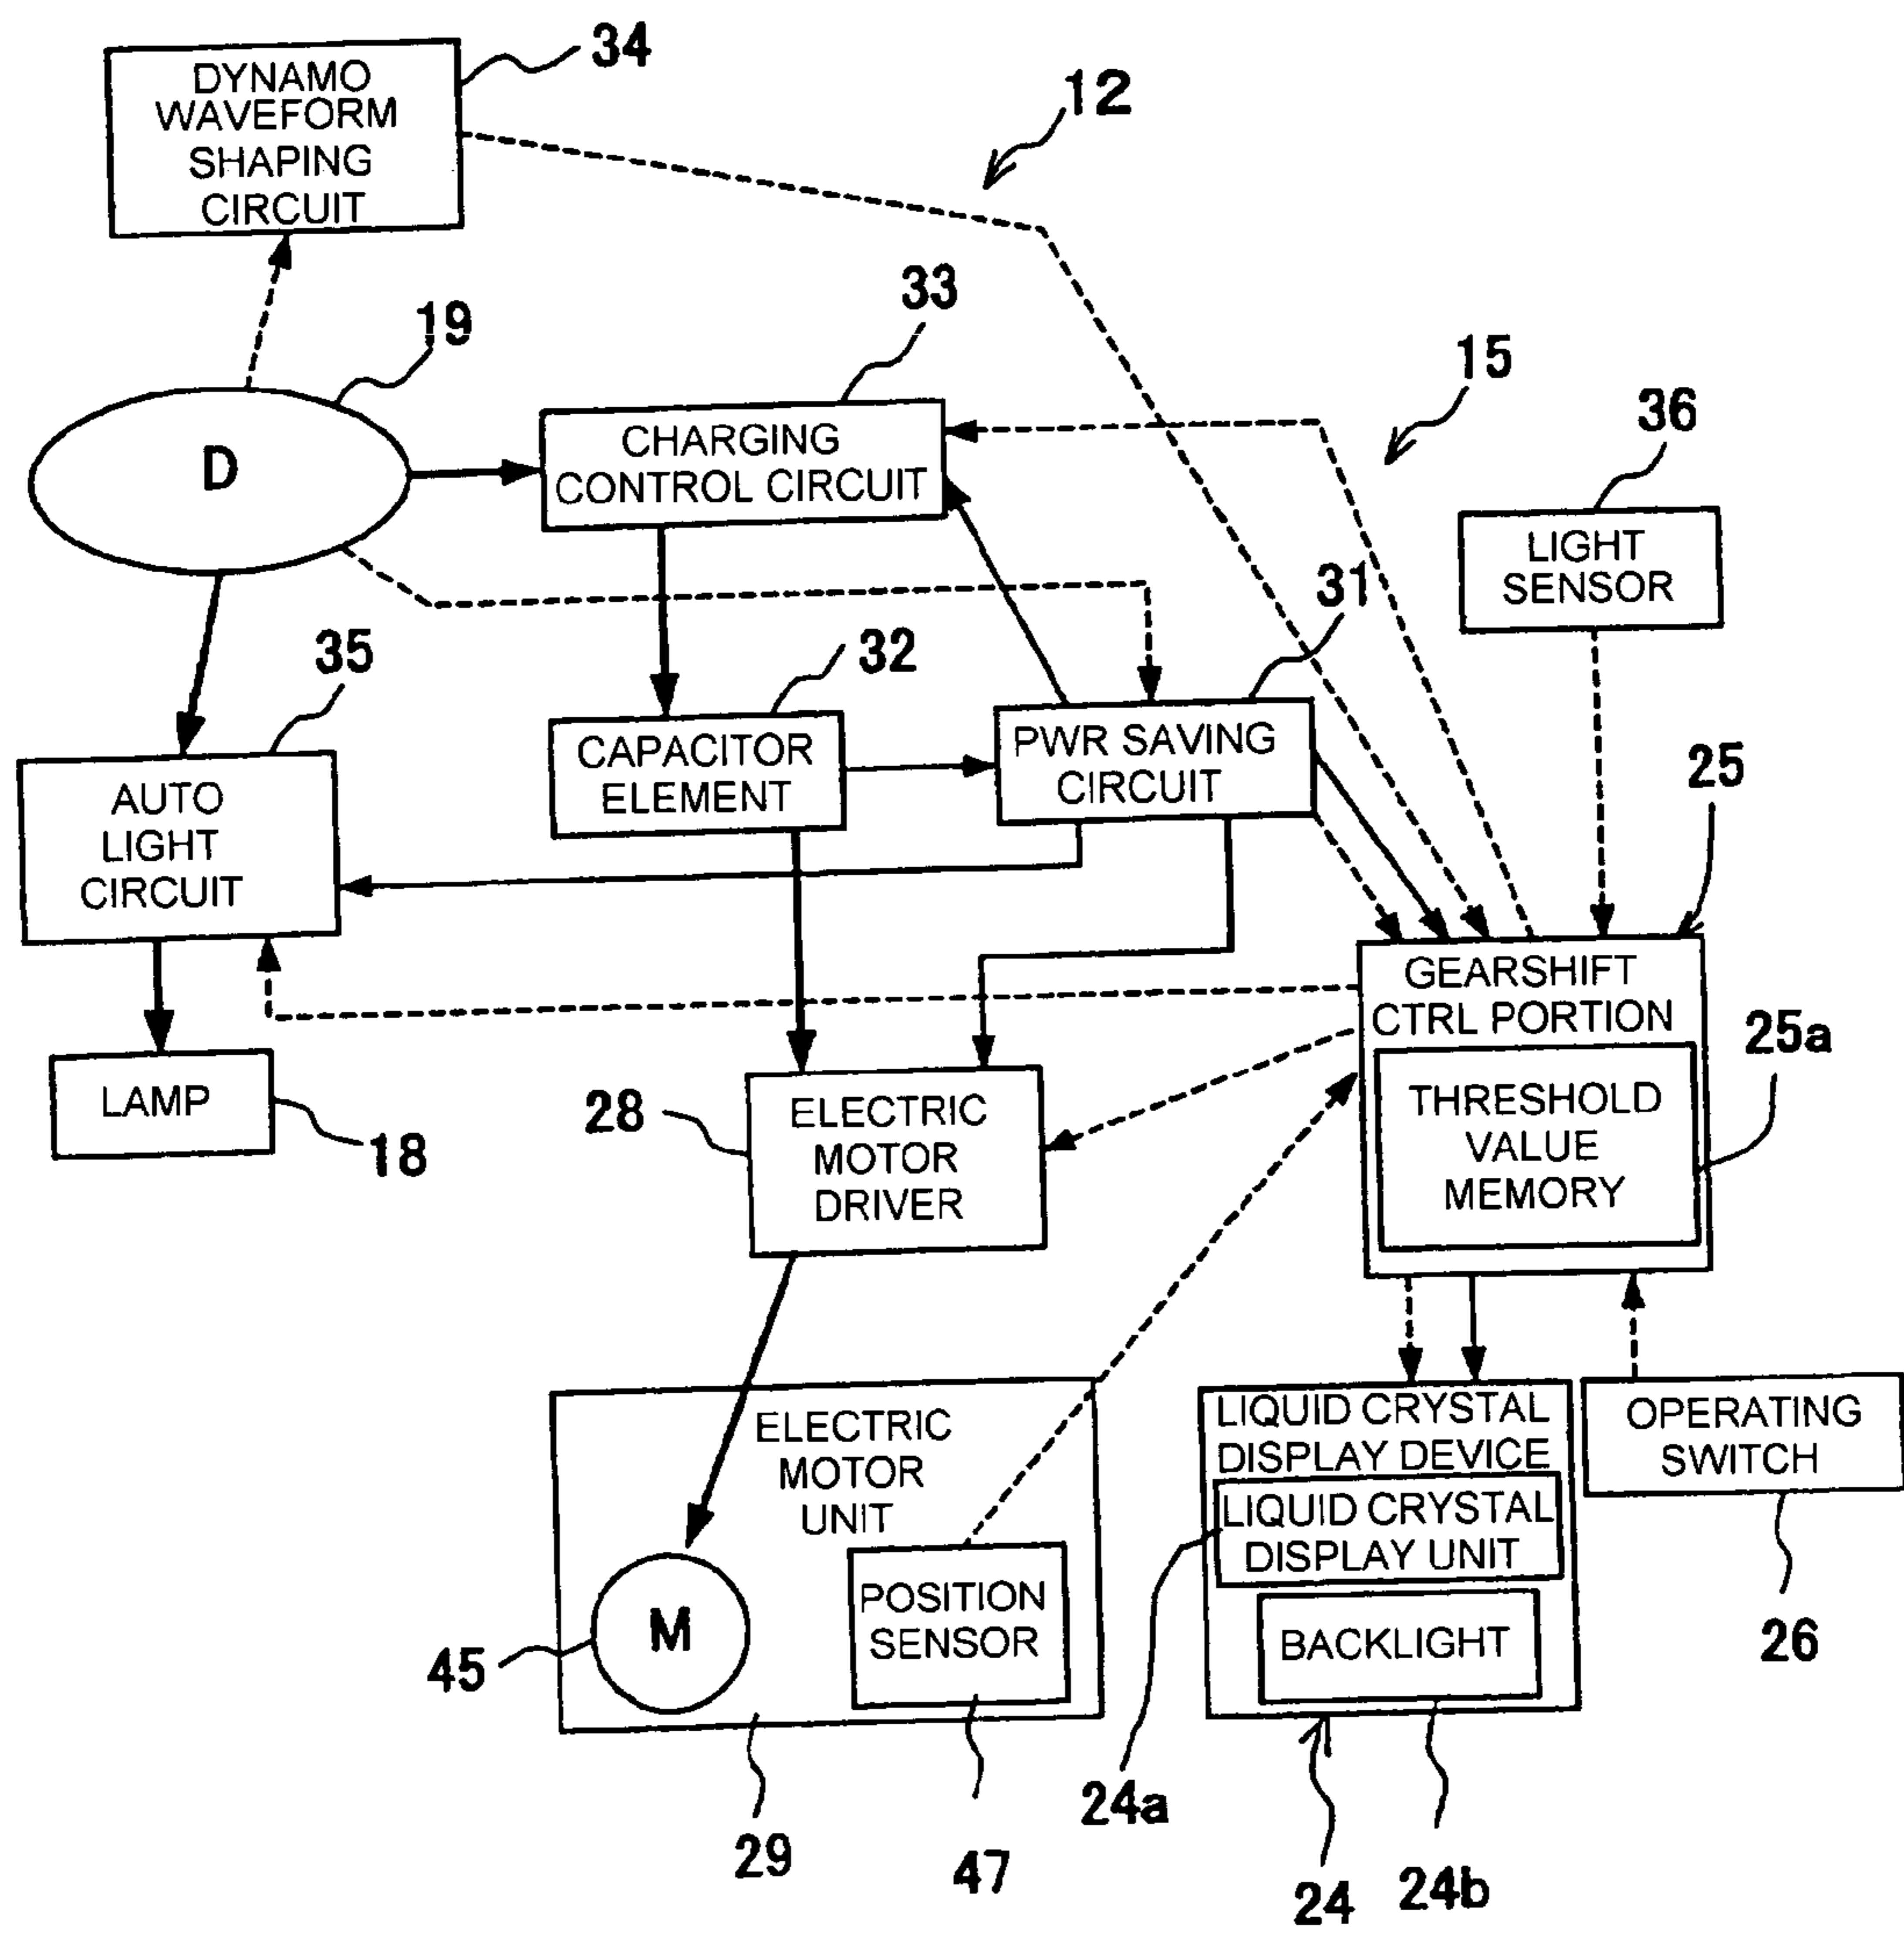 34
DYNAMO
WAVEFORM
SHAPING
CIRCUIT
12
33
19
15
36
D
CHARGING
CONTROL CIRCUIT
LIGHT
SENSOR
31
35
32
25
AUTO
LIGHT
CIRCUIT
CAPACITOR
ELEMENT
PWR SAVING
CIRCUIT
GEARSHIFT
CTRL PORTION
25a
THRESHOLD
VALUE
MEMORY
LAMP
18
28
ELECTRIC
MOTOR
DRIVER
ELECTRIC
MOTOR
UNIT
LIQUID CRYSTAL
DISPLAY DEVICE
LIQUID CRYSTAL
DISPLAY UNIT
BACKLIGHT
OPERATING
SWITCH
26
M
45
POSITION
SENSOR
29
47
24a
24
24b